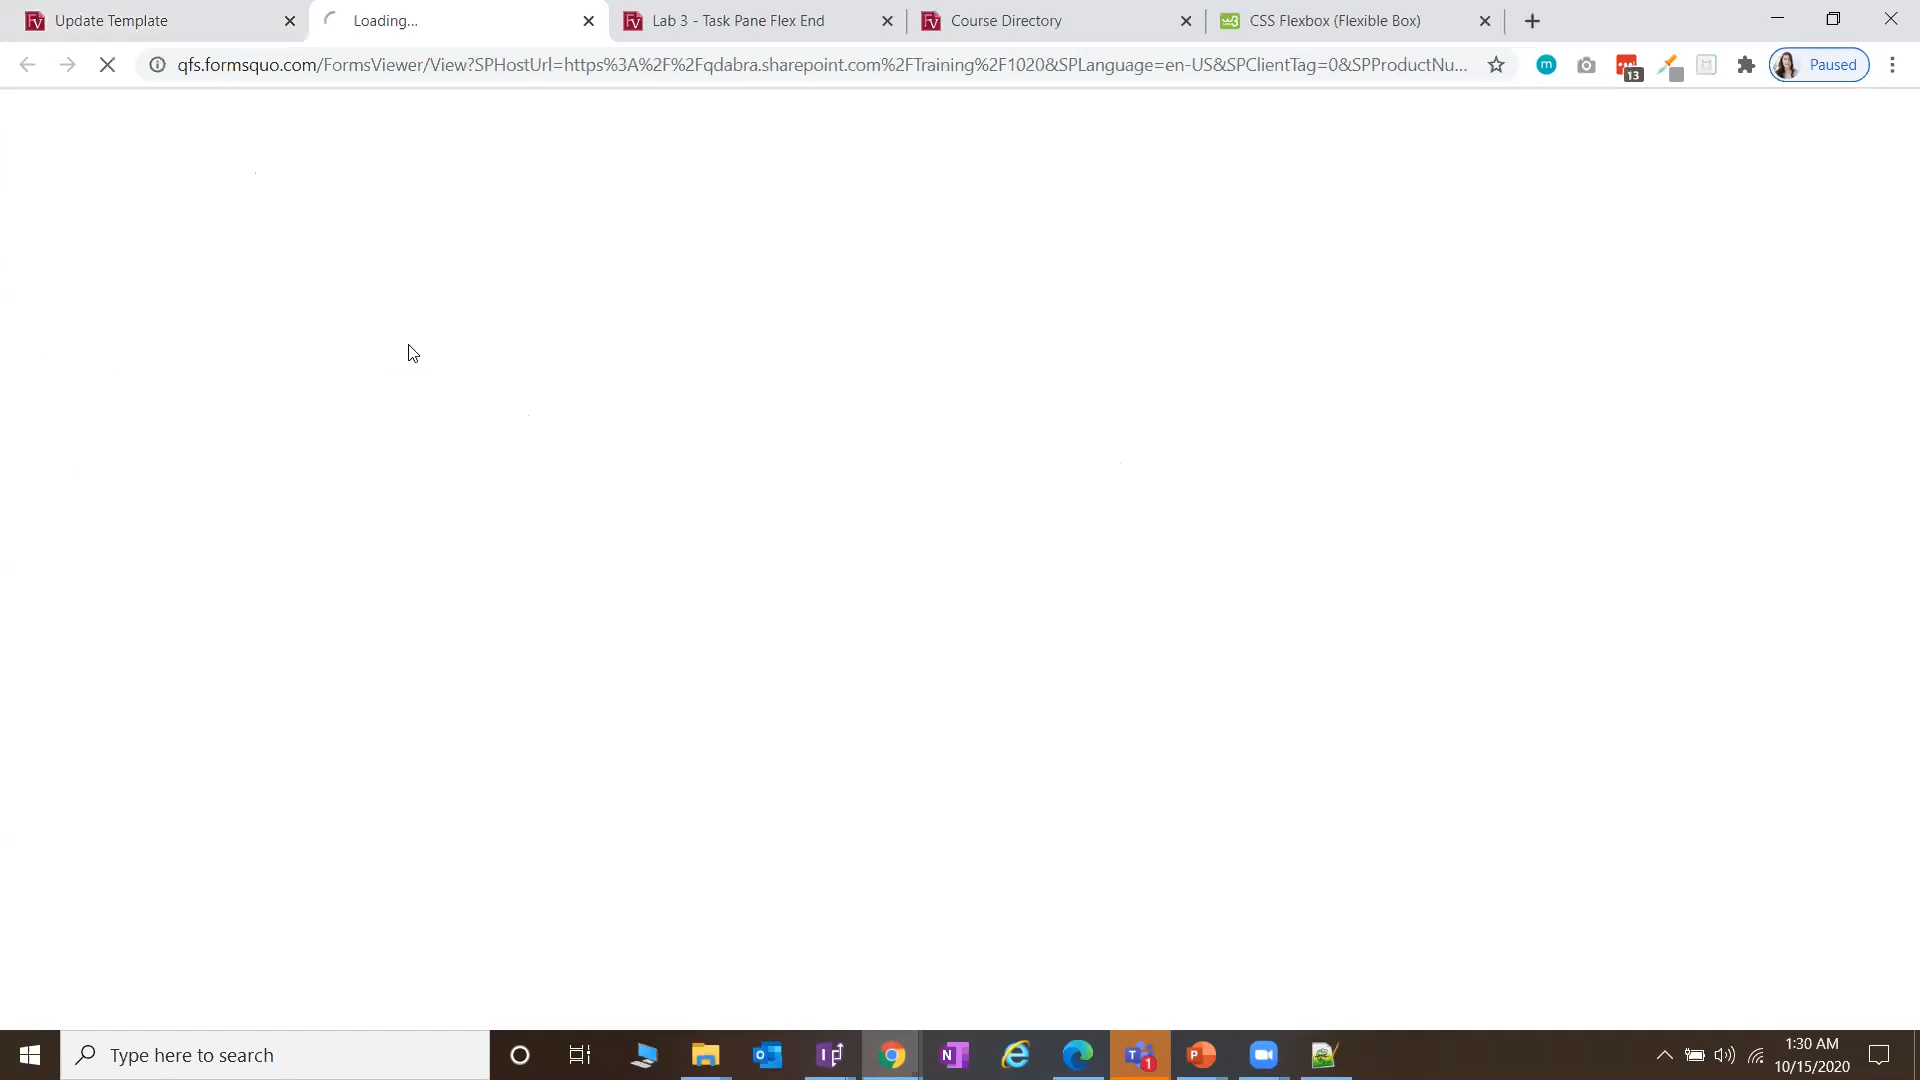 Update Template
Loading...
Lab 3 - Task Pane Flex End
Course Directory
CSS Flexbox (Flexible Box)
qfs.formsquo.com/FormsViewer/View?SPHostUrl=https%3A%2F%2Fqdabra.sharepoint.com%2FTraining%2F1020&SPLanguage=en-US&SPClientTag=0&SPProductNu...
m
13
Paused
Type here to search
1
1:30 AM
10/15/2020